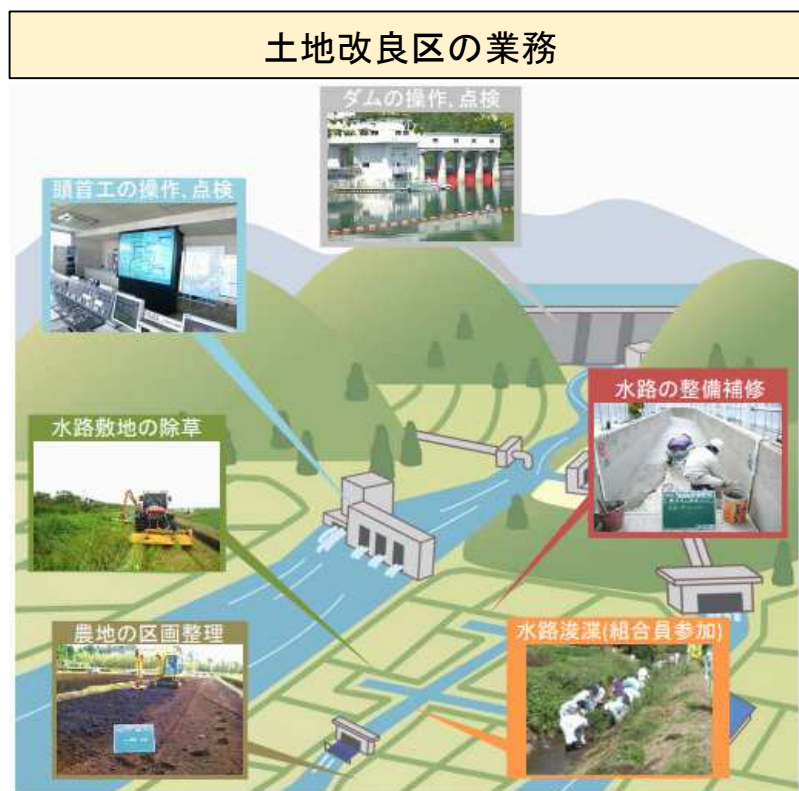 土地改良区の業務
ダムの操作、点検
頭首工の操作、点検
水路の整備補修
水路敷地の除草
農地の区画整理
水路浚渫(組合員参加)